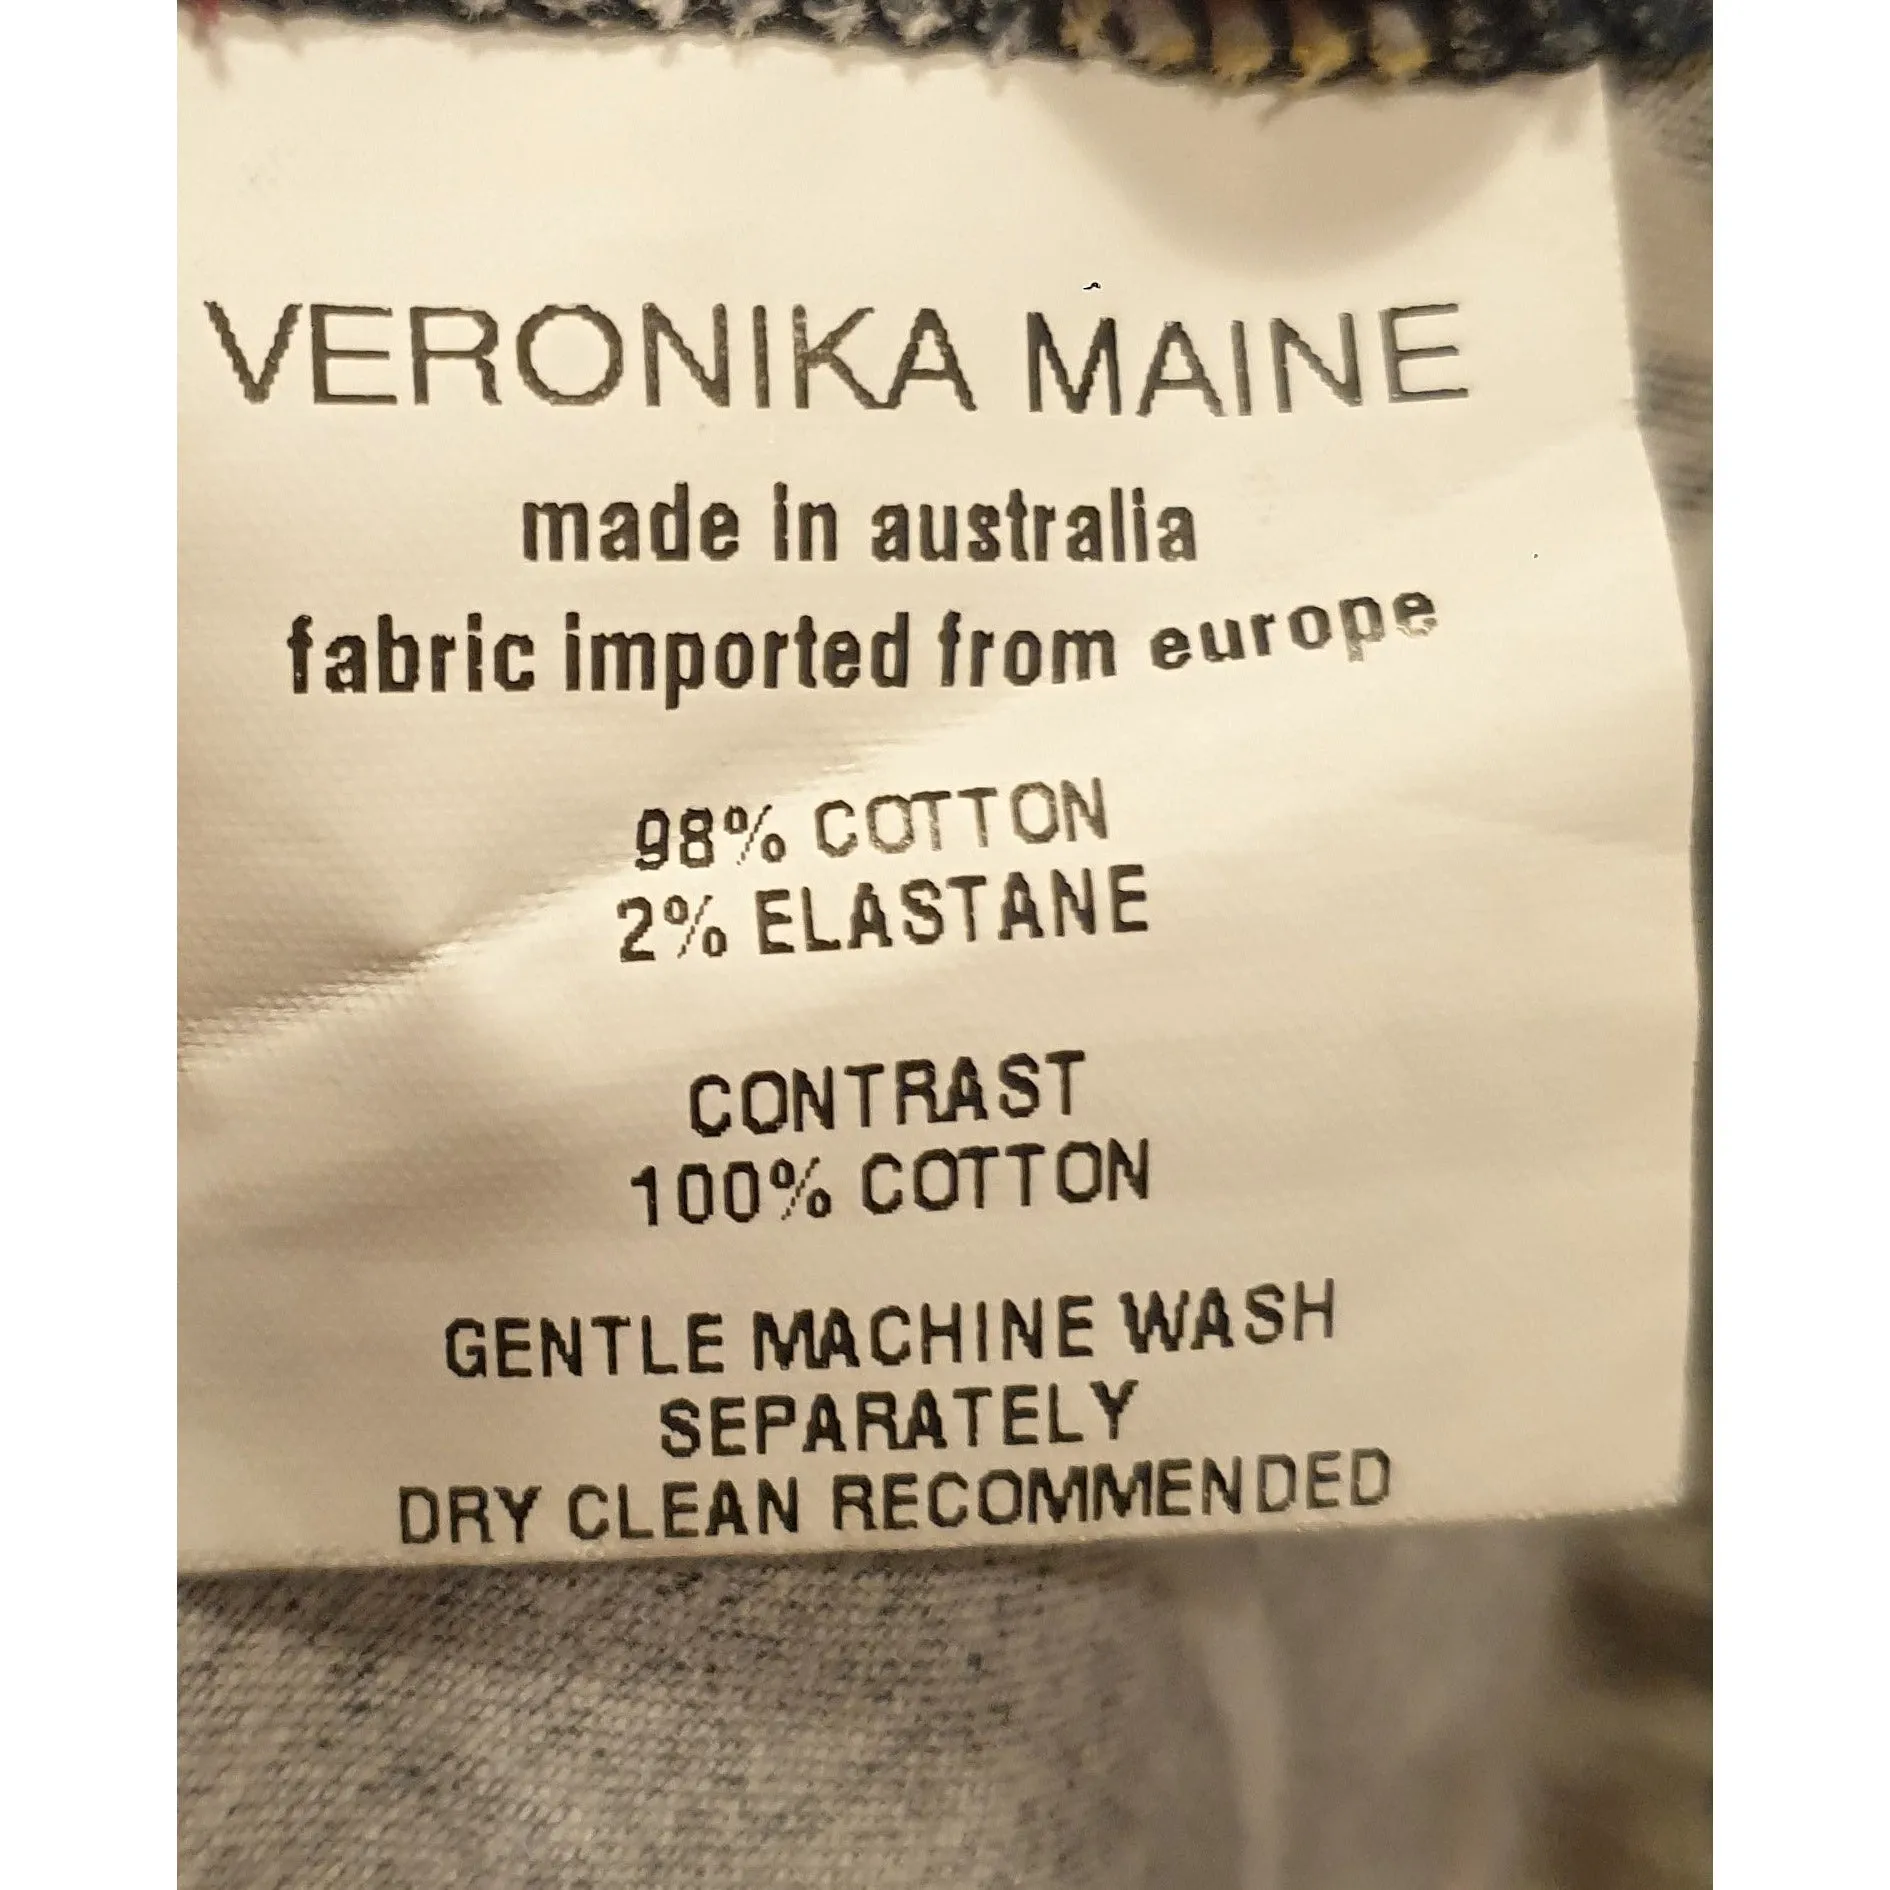 VERONIKA MAINE
made in australia
fabric imported from europe
98% COTTON
2% ELASTANE
CONTRAST
100% COTTON
GENTLE MACHINE WASH
SEPARATELY
DRY CLEAN RECOMMENDED